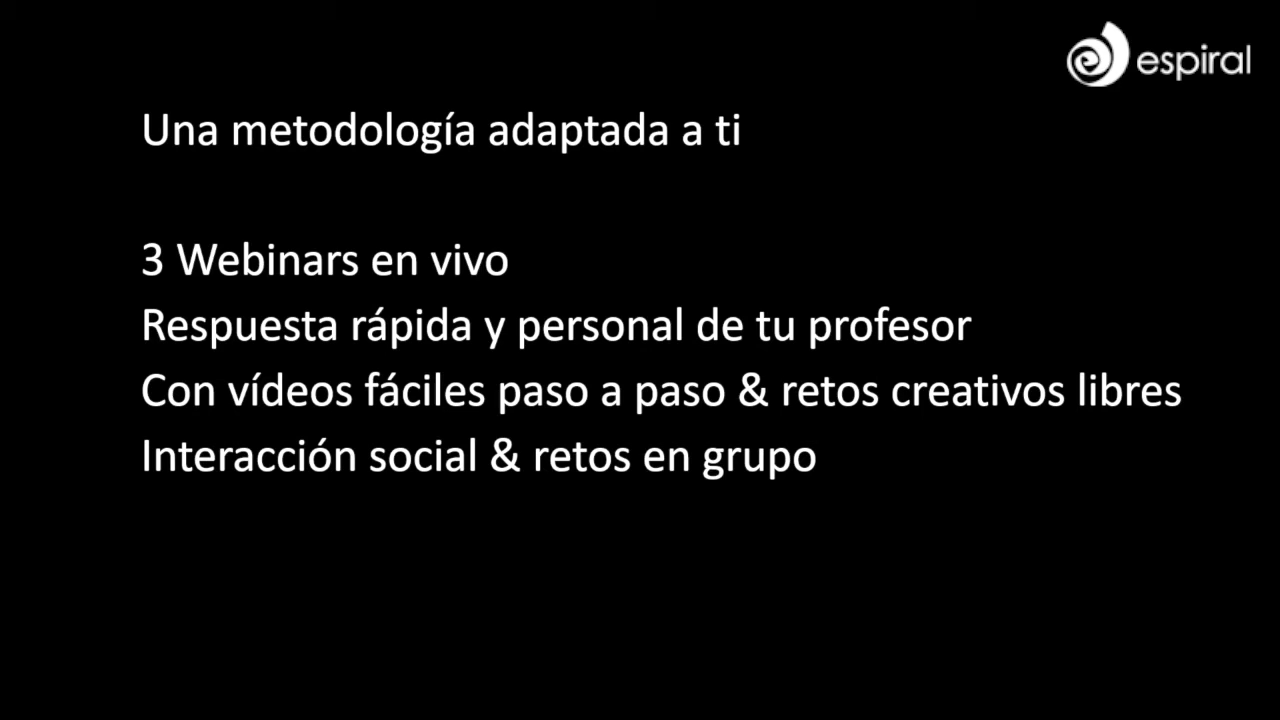 espiral
Una metodología adaptada a ti
3 Webinars en vivo
Respuesta rápida y personal de tu profesor
Con vídeos fáciles paso a paso & retos creativos libres
Interacción social & retos en grupo